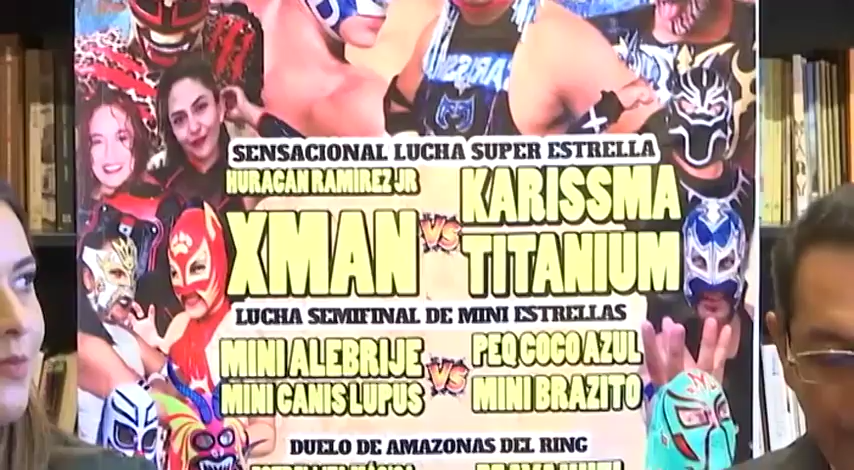 SENSACIONAL LUCHA SUPER ESTRELLA
HURACAN RAMIREZ JR
XMAN
VS
KARISSMA
TITANIUM
LUCHA SEMIFINAL DE MINI ESTRELLAS
MINI ALEBRIJE
MINI CANIS LUPUS
VS
PEQ COCO AZUL
MINI BRAZITO
DUELO DE AMAZONAS DEL RING